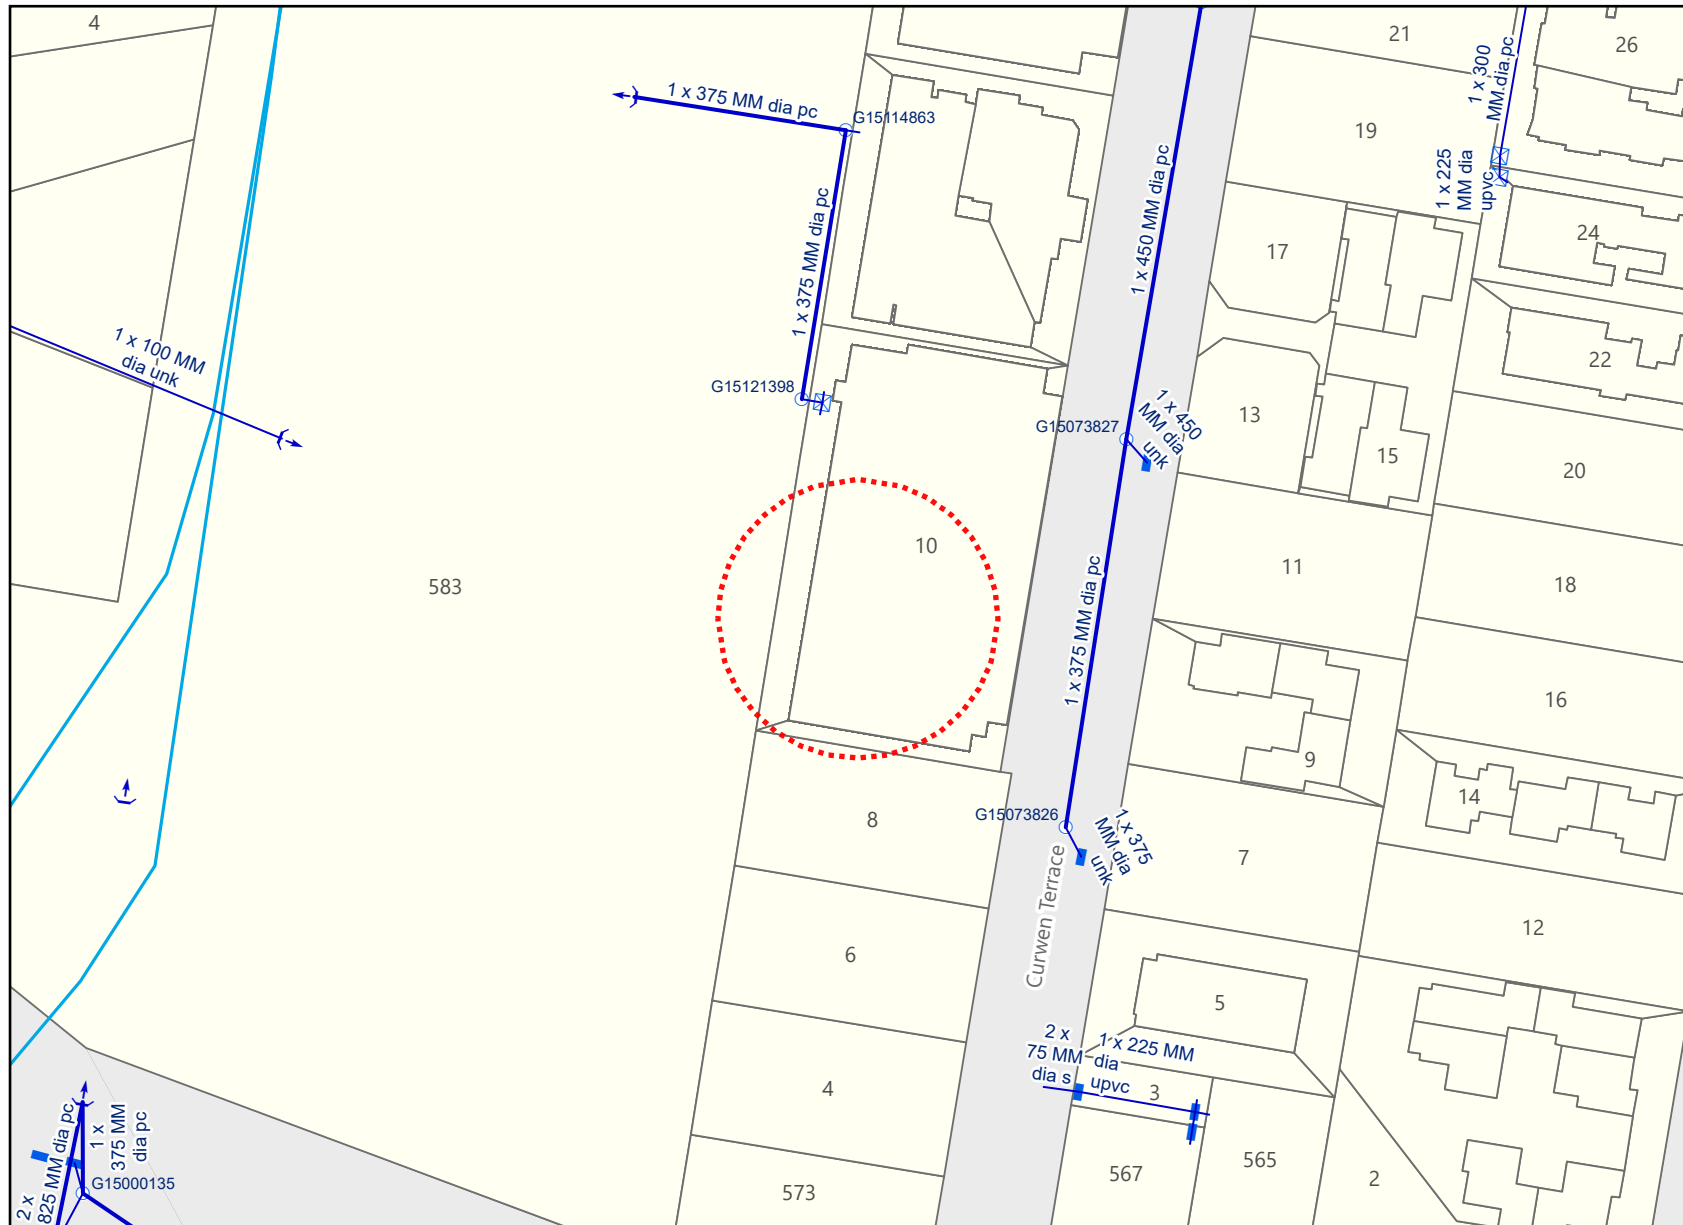 4
21
26
1 x 300
MM dia pc
1 x 375 MM dia pc
G15114863
19
1 x 225
MM dia
upvc
1 x 450 MM dia pc
1 x 375 MM dia pc
17
24
1 x 100 MM
dia unk
22
G15121398
1 x 450
MM dia
unk
G15073827
13
15
20
10
583
11
18
1 x 375 MM dia pc
16
9
14
8
G15073826
1 x 375
MM dia
unk
7
Curwen Terrace
12
6
5
2 x
75 MM
dia s
1 x 225 MM
dia
upvc
3
4
1 x
375 MM
dia pc
2 x
825 MM dia pc
G15000135
573
567
565
2